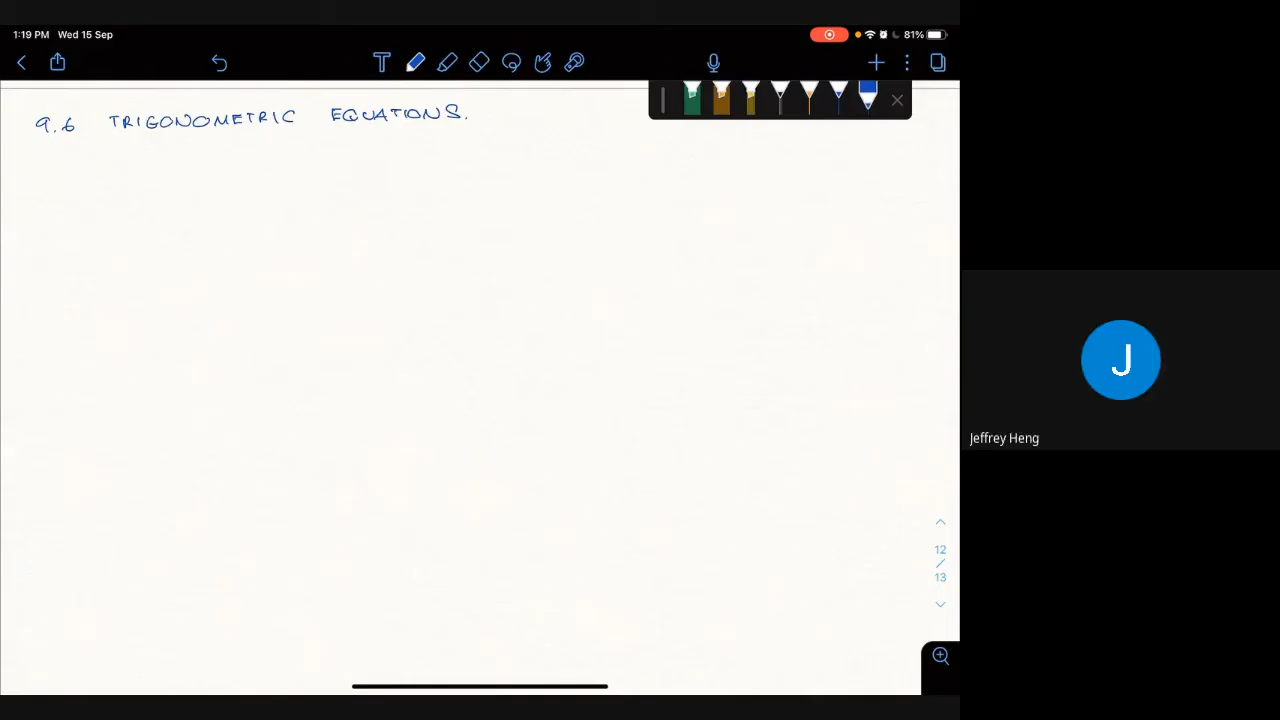 1:19 PM Wed 15 Sep
81%
9.6 TRIGONOMETRIC EQUATIONS.
J
Jeffrey Heng
12
/
13